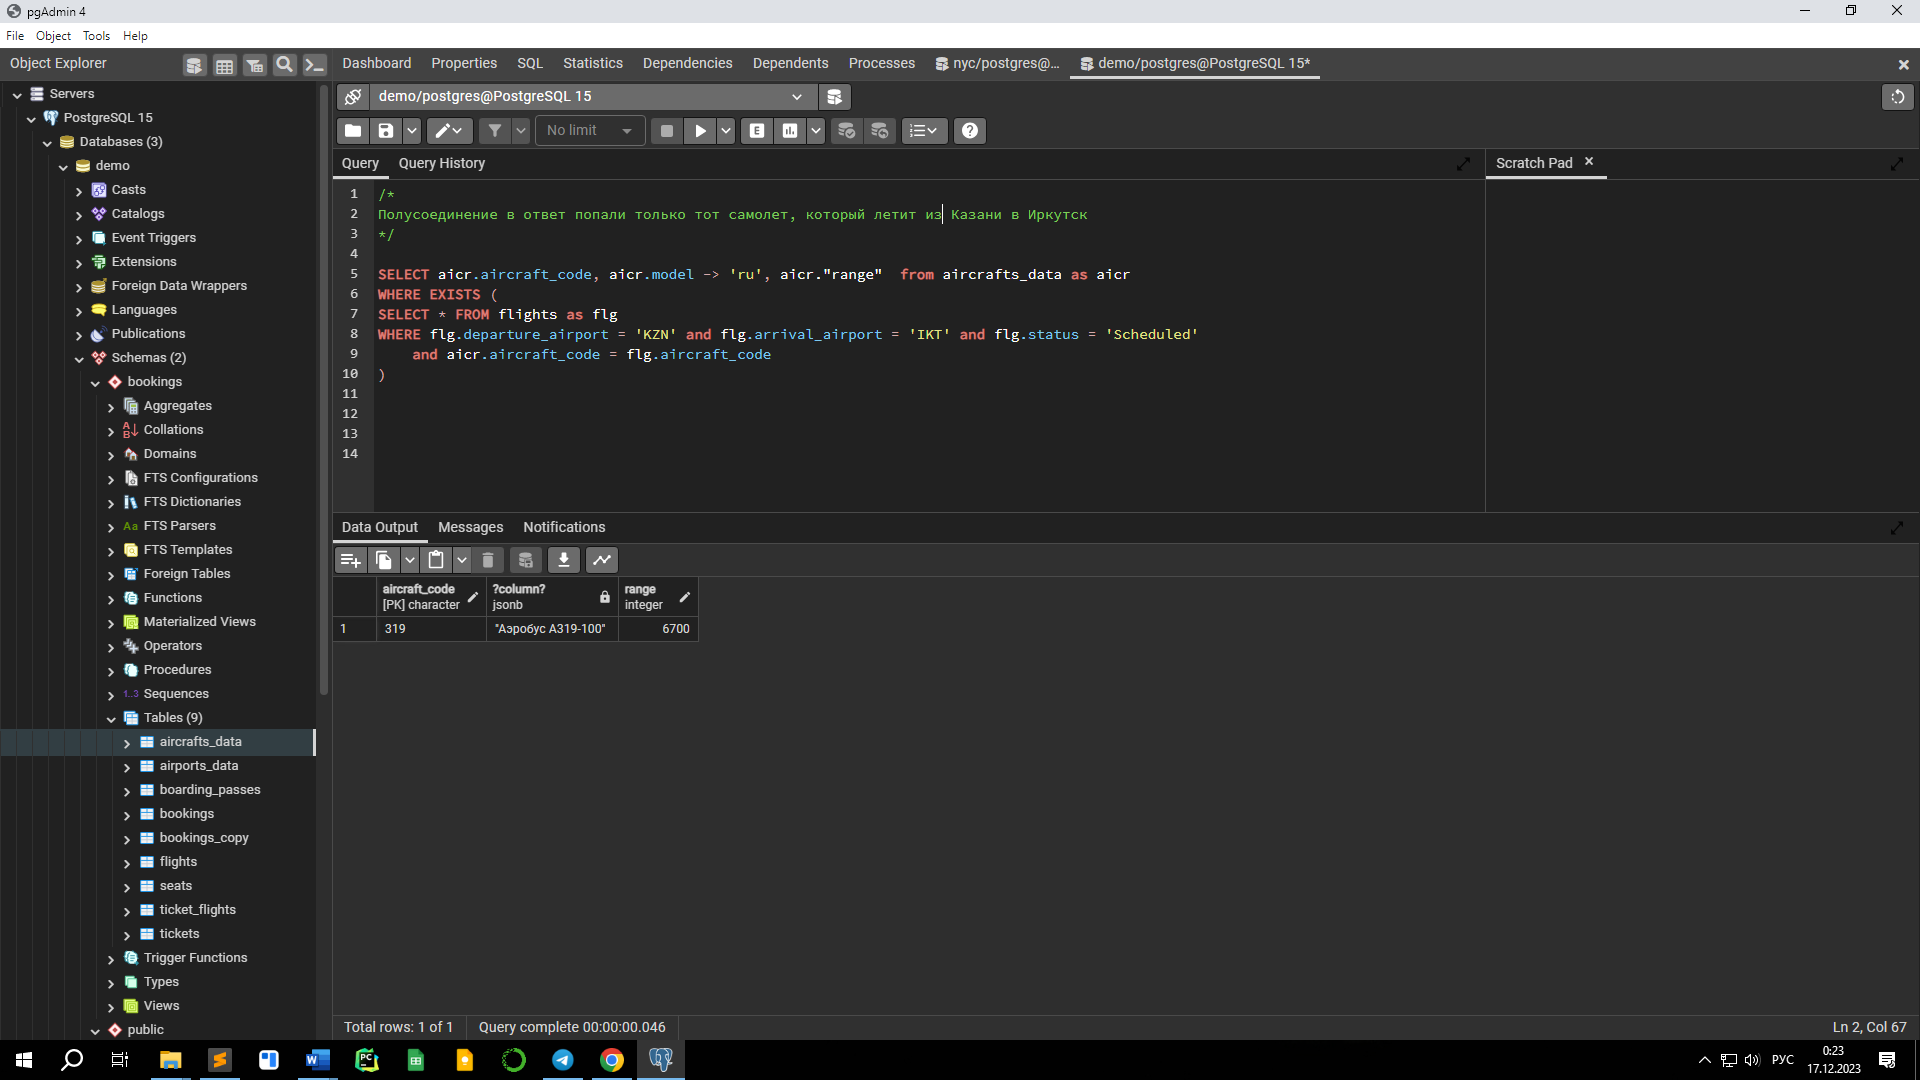 pgAdmin 4
File Object Tools Help
Object Explorer
Dashboard Properties SQL Statistics Dependencies Dependents Processes nyc/postgres@... demo/postgres@PostgreSQL 15*
demo/postgres@PostgreSQL 15
No limit
E
Query Query History
Scratch Pad
1 /*
2 Полусоединение в ответ попали только тот самолет, который летит из Казани в Иркутск
3 */
4
5 SELECT aicr.aircraft_code, aicr.model -> 'ru', aicr."range"  from aircrafts_data as aicr
6 WHERE EXISTS (
7 SELECT * FROM flights as flg
8 WHERE flg.departure_airport = 'KZN' and flg.arrival_airport = 'IKT' and flg.status = 'Scheduled'
9     and aicr.aircraft_code = flg.aircraft_code
10 )
11
12
13
14
Data Output Messages Notifications
aircraft_code ?column? range
[PK] character jsonb integer
1 319 "Аэробус A319-100" 6700
Total rows: 1 of 1 Query complete 00:00:00.046 Ln 2, Col 67
Servers
PostgreSQL 15
Databases (3)
demo
Casts
Catalogs
Event Triggers
Extensions
Foreign Data Wrappers
Languages
Publications
Schemas (2)
bookings
Aggregates
Collations
Domains
FTS Configurations
FTS Dictionaries
Aa FTS Parsers
FTS Templates
Foreign Tables
Functions
Materialized Views
Operators
Procedures
1..3 Sequences
Tables (9)
aircrafts_data
airports_data
boarding_passes
bookings
bookings_copy
flights
seats
ticket_flights
tickets
Trigger Functions
Types
Views
public
РУС
0:23
17.12.2023